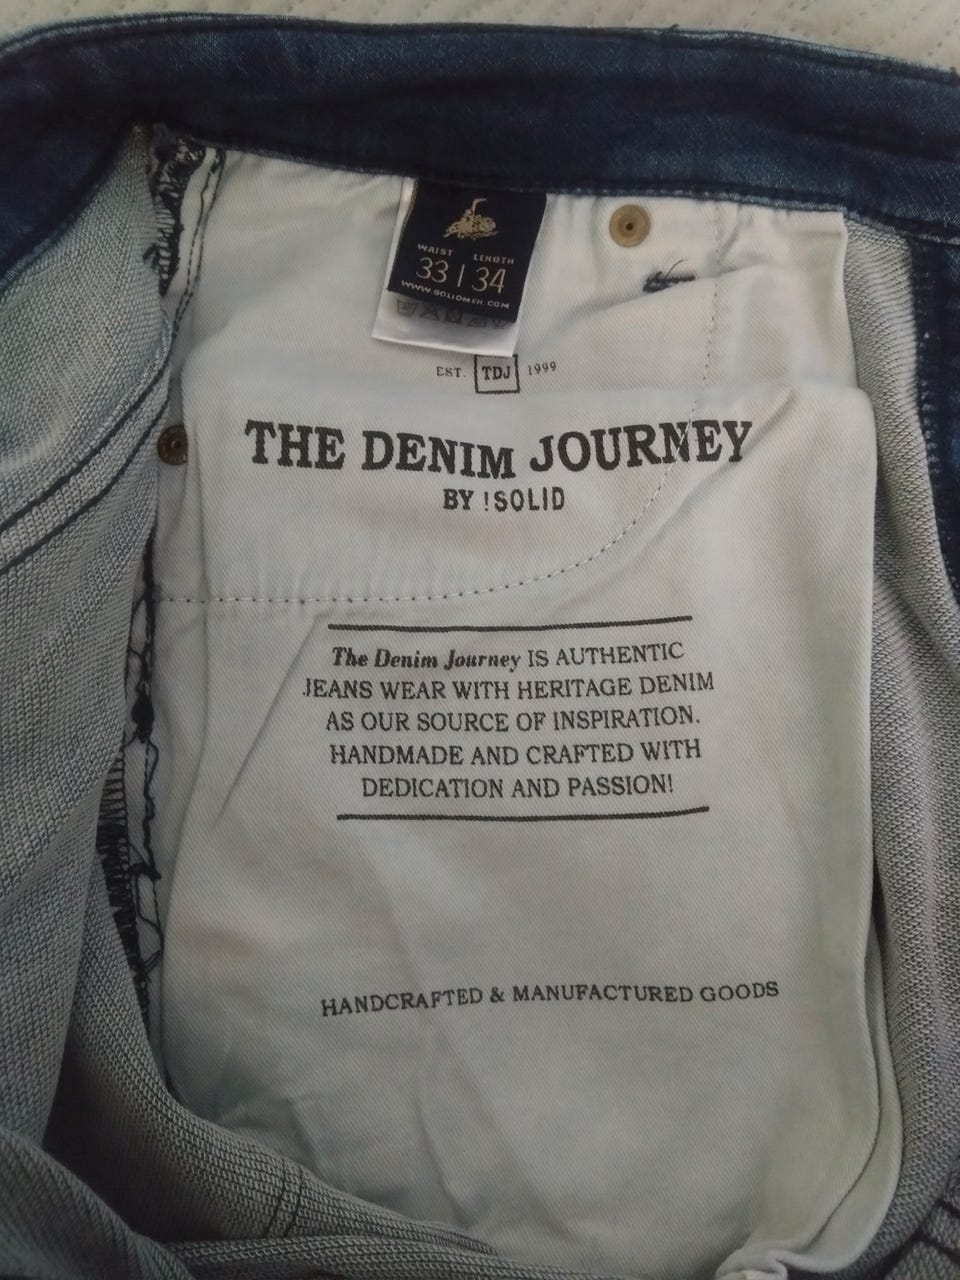 WAIST LENGTH
33 | 34
WWW.SOLIDMEN.COM
EST. TDJ 1999
THE DENIM JOURNEY
BY !SOLID
The Denim Journey IS AUTHENTIC
JEANS WEAR WITH HERITAGE DENIM
AS OUR SOURCE OF INSPIRATION.
HANDMADE AND CRAFTED WITH
DEDICATION AND PASSION!
HANDCRAFTED & MANUFACTURED GOODS